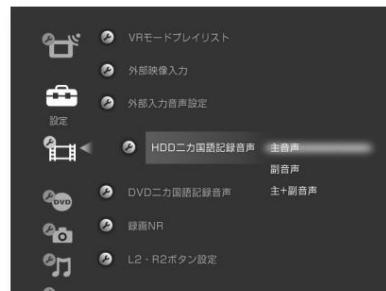 VRモードプレイリスト
外部映像入力
外部入力音声設定
設定
HDD二カ国語記録音声
主音声
副音声
主+副音声
DVD
DVD二カ国語記録音声
録画NR
L2・R2ボタン設定